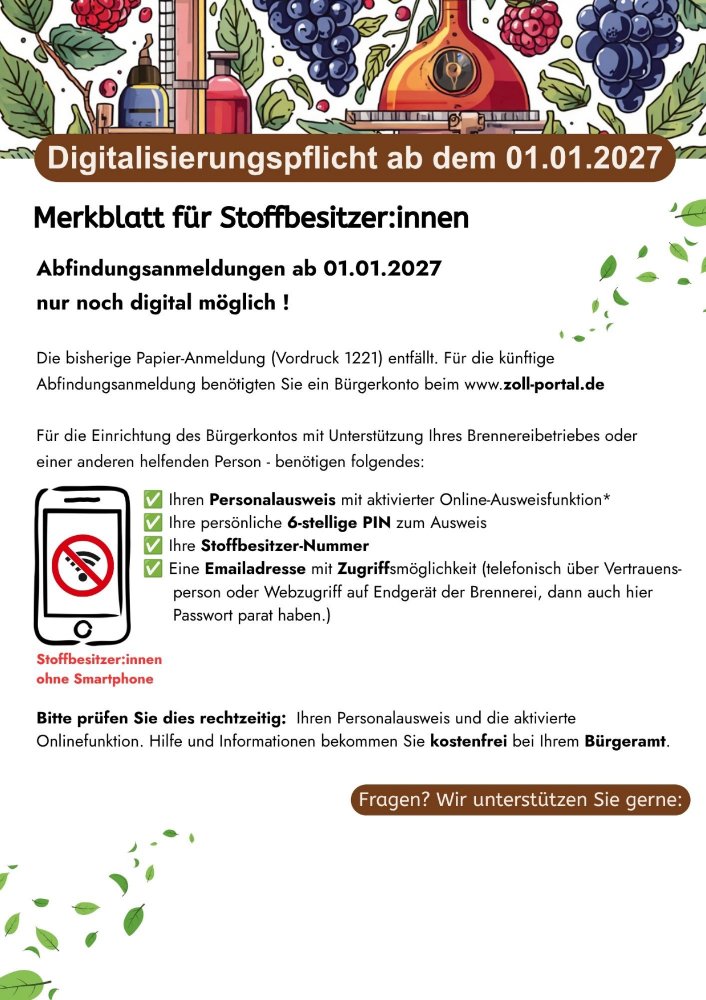 Digitalisierungspflicht ab dem 01.01.2027
Merkblatt für Stoffbesitzer:innen
Abfindungsanmeldungen ab 01.01.2027
nur noch digital möglich !
Die bisherige Papier-Anmeldung (Vordruck 1221) entfällt. Für die künftige
Abfindungsanmeldung benötigten Sie ein Bürgerkonto beim www.zoll-portal.de
Für die Einrichtung des Bürgerkontos mit Unterstützung Ihres Brennereibetriebes oder
einer anderen helfenden Person - benötigen folgendes:
✅ Ihren Personalausweis mit aktivierter Online-Ausweisfunktion*
✅ Ihre persönliche 6-stellige PIN zum Ausweis
✅ Ihre Stoffbesitzer-Nummer
✅ Eine Emailadresse mit Zugriffsmöglichkeit (telefonisch über Vertrauens-
person oder Webzugriff auf Endgerät der Brennerei, dann auch hier
Passwort parat haben.)
Stoffbesitzer:innen
ohne Smartphone
Bitte prüfen Sie dies rechtzeitig: Ihren Personalausweis und die aktivierte
Onlinefunktion. Hilfe und Informationen bekommen Sie kostenfrei bei Ihrem Bürgeramt.
Fragen? Wir unterstützen Sie gerne: